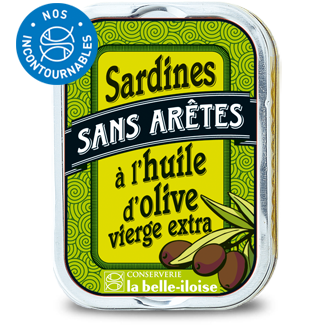 NOS
INCONTOURNABLES
Sardines
SANS ARÊTES
à l'huile
d'olive
vierge extra
CONSERVERIE
la belle-iloise